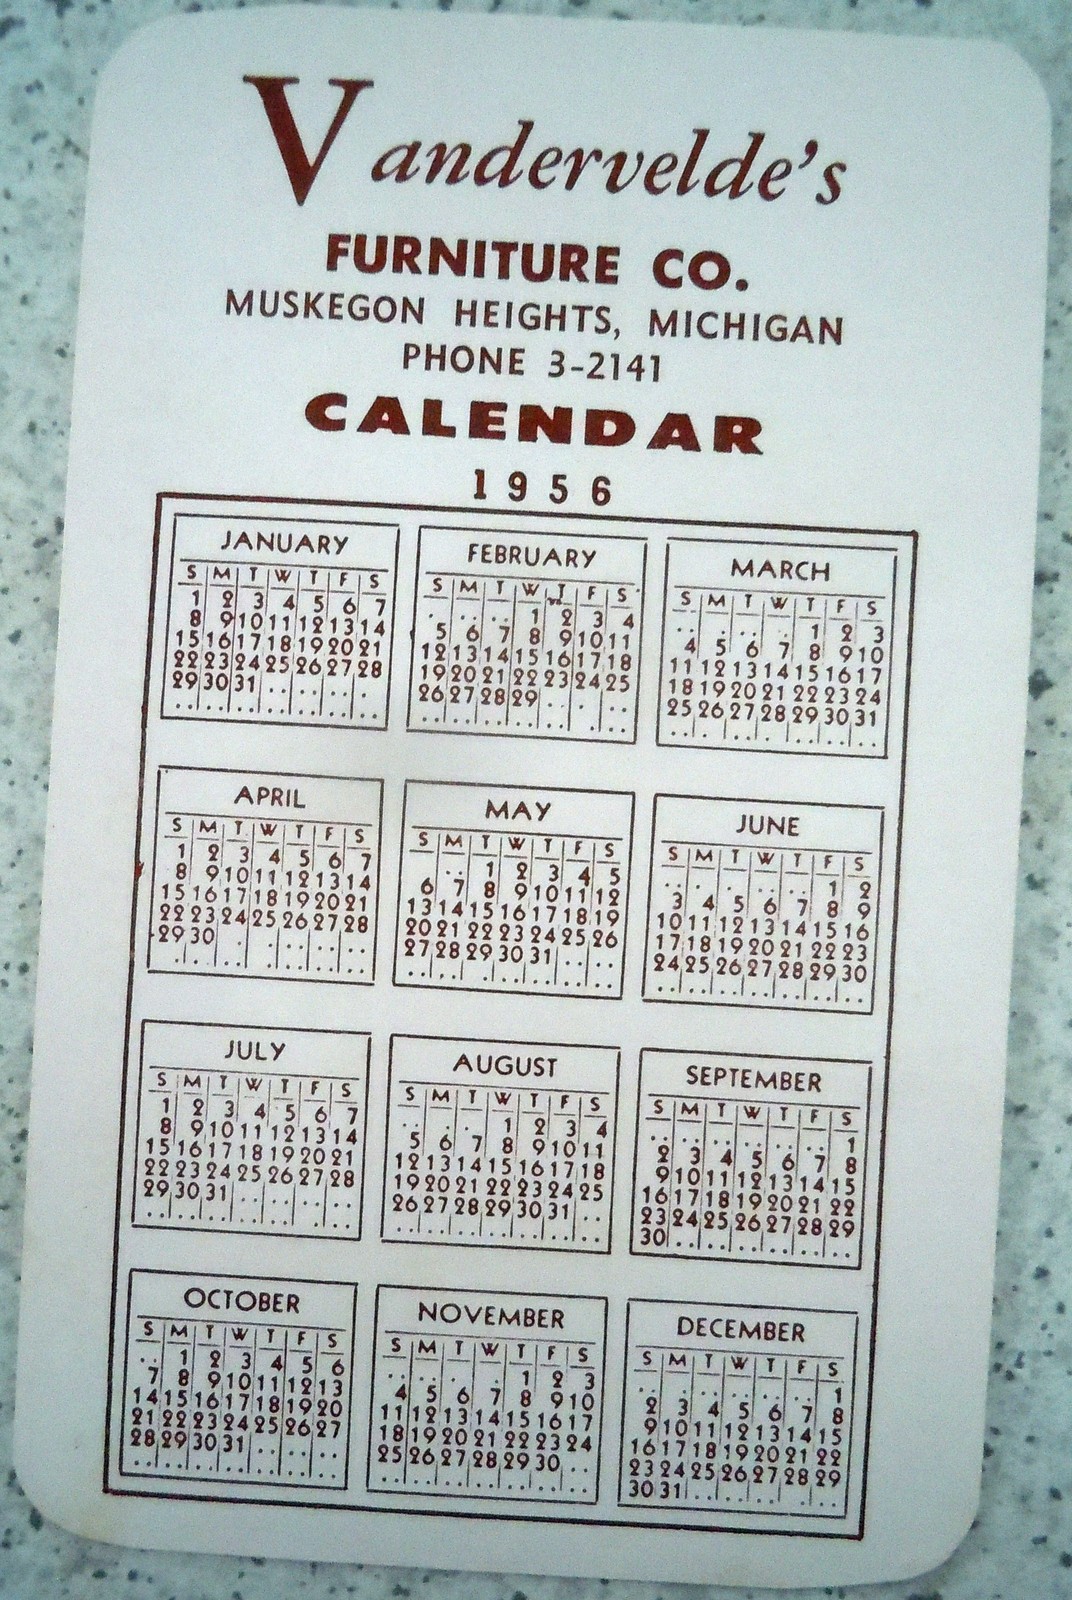 Vandervelde's
FURNITURE CO.
MUSKEGON HEIGHTS, MICHIGAN
PHONE 3-2141
CALENDAR
1956
JANUARY
S M T W T F S
1 2 3 4 5 6 7
8 9 10 11 12 13 14
15 16 17 18 19 20 21
22 23 24 25 26 27 28
29 30 31
FEBRUARY
S M T W T F S
1 2 3 4
5 6 7 8 9 10 11
12 13 14 15 16 17 18
19 20 21 22 23 24 25
26 27 28 29
MARCH
S M T W T F S
1 2 3
4 5 6 7 8 9 10
11 12 13 14 15 16 17
18 19 20 21 22 23 24
25 26 27 28 29 30 31
APRIL
S M T W T F S
1 2 3 4 5 6 7
8 9 10 11 12 13 14
15 16 17 18 19 20 21
22 23 24 25 26 27 28
29 30
MAY
S M T W T F S
1 2 3 4 5
6 7 8 9 10 11 12
13 14 15 16 17 18 19
20 21 22 23 24 25 26
27 28 29 30 31
JUNE
S M T W T F S
1 2
3 4 5 6 7 8 9
10 11 12 13 14 15 16
17 18 19 20 21 22 23
24 25 26 27 28 29 30
JULY
S M T W T F S
1 2 3 4 5 6 7
8 9 10 11 12 13 14
15 16 17 18 19 20 21
22 23 24 25 26 27 28
29 30 31
AUGUST
S M T W T F S
1 2 3 4
5 6 7 8 9 10 11
12 13 14 15 16 17 18
19 20 21 22 23 24 25
26 27 28 29 30 31
SEPTEMBER
S M T W T F S
1
2 3 4 5 6 7 8
9 10 11 12 13 14 15
16 17 18 19 20 21 22
23 24 25 26 27 28 29
30
OCTOBER
S M T W T F S
1 2 3 4 5 6
7 8 9 10 11 12 13
14 15 16 17 18 19 20
21 22 23 24 25 26 27
28 29 30 31
NOVEMBER
S M T W T F S
1 2 3
4 5 6 7 8 9 10
11 12 13 14 15 16 17
18 19 20 21 22 23 24
25 26 27 28 29 30
DECEMBER
S M T W T F S
1
2 3 4 5 6 7 8
9 10 11 12 13 14 15
16 17 18 19 20 21 22
23 24 25 26 27 28 29
30 31